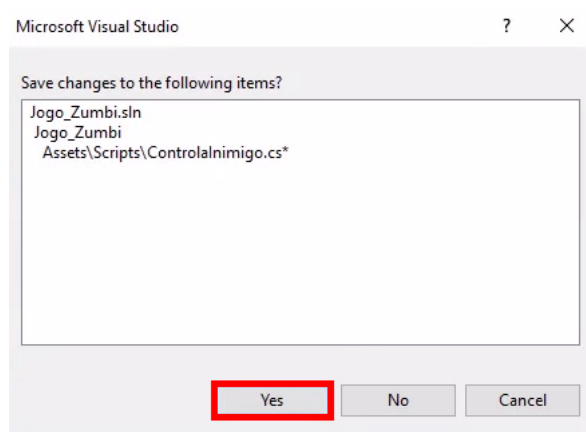 Microsoft Visual Studio ? X
Save changes to the following items?
Jogo_Zumbi.sln
Jogo_Zumbi
Assets\Scripts\ControlaInimigo.cs*
Yes No Cancel